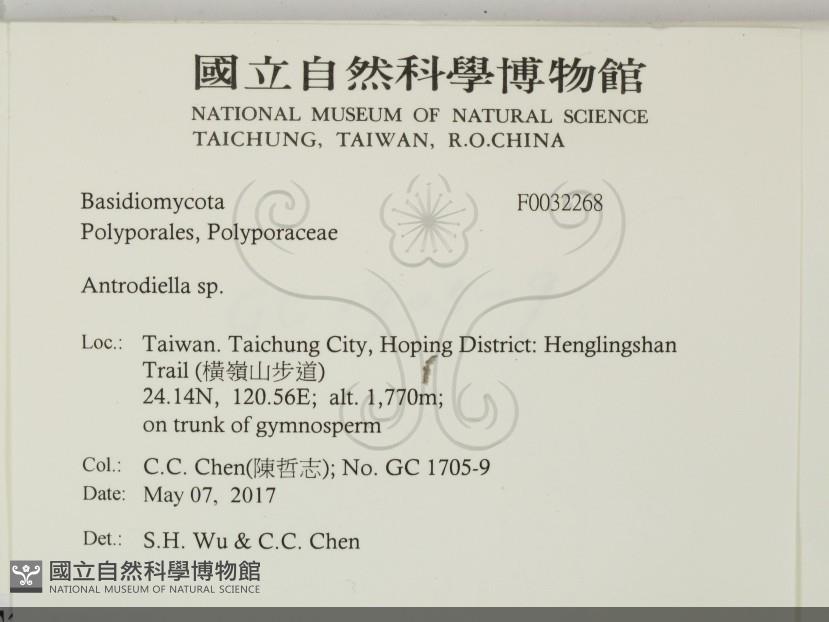 國立自然科學博物館
NATIONAL MUSEUM OF NATURAL SCIENCE
TAICHUNG, TAIWAN, R.O.CHINA
Basidiomycota F0032268
Polyporales, Polyporaceae
Antrodiella sp.
Loc.: Taiwan. Taichung City, Hoping District: Henglingshan
Trail (橫嶺山步道)
24.14N, 120.56E; alt. 1,770m;
on trunk of gymnosperm
Col.: C.C. Chen(陳哲志); No. GC 1705-9
Date: May 07, 2017
Det.: S.H. Wu & C.C. Chen
國立自然科學博物館
NATIONAL MUSEUM OF NATURAL SCIENCE